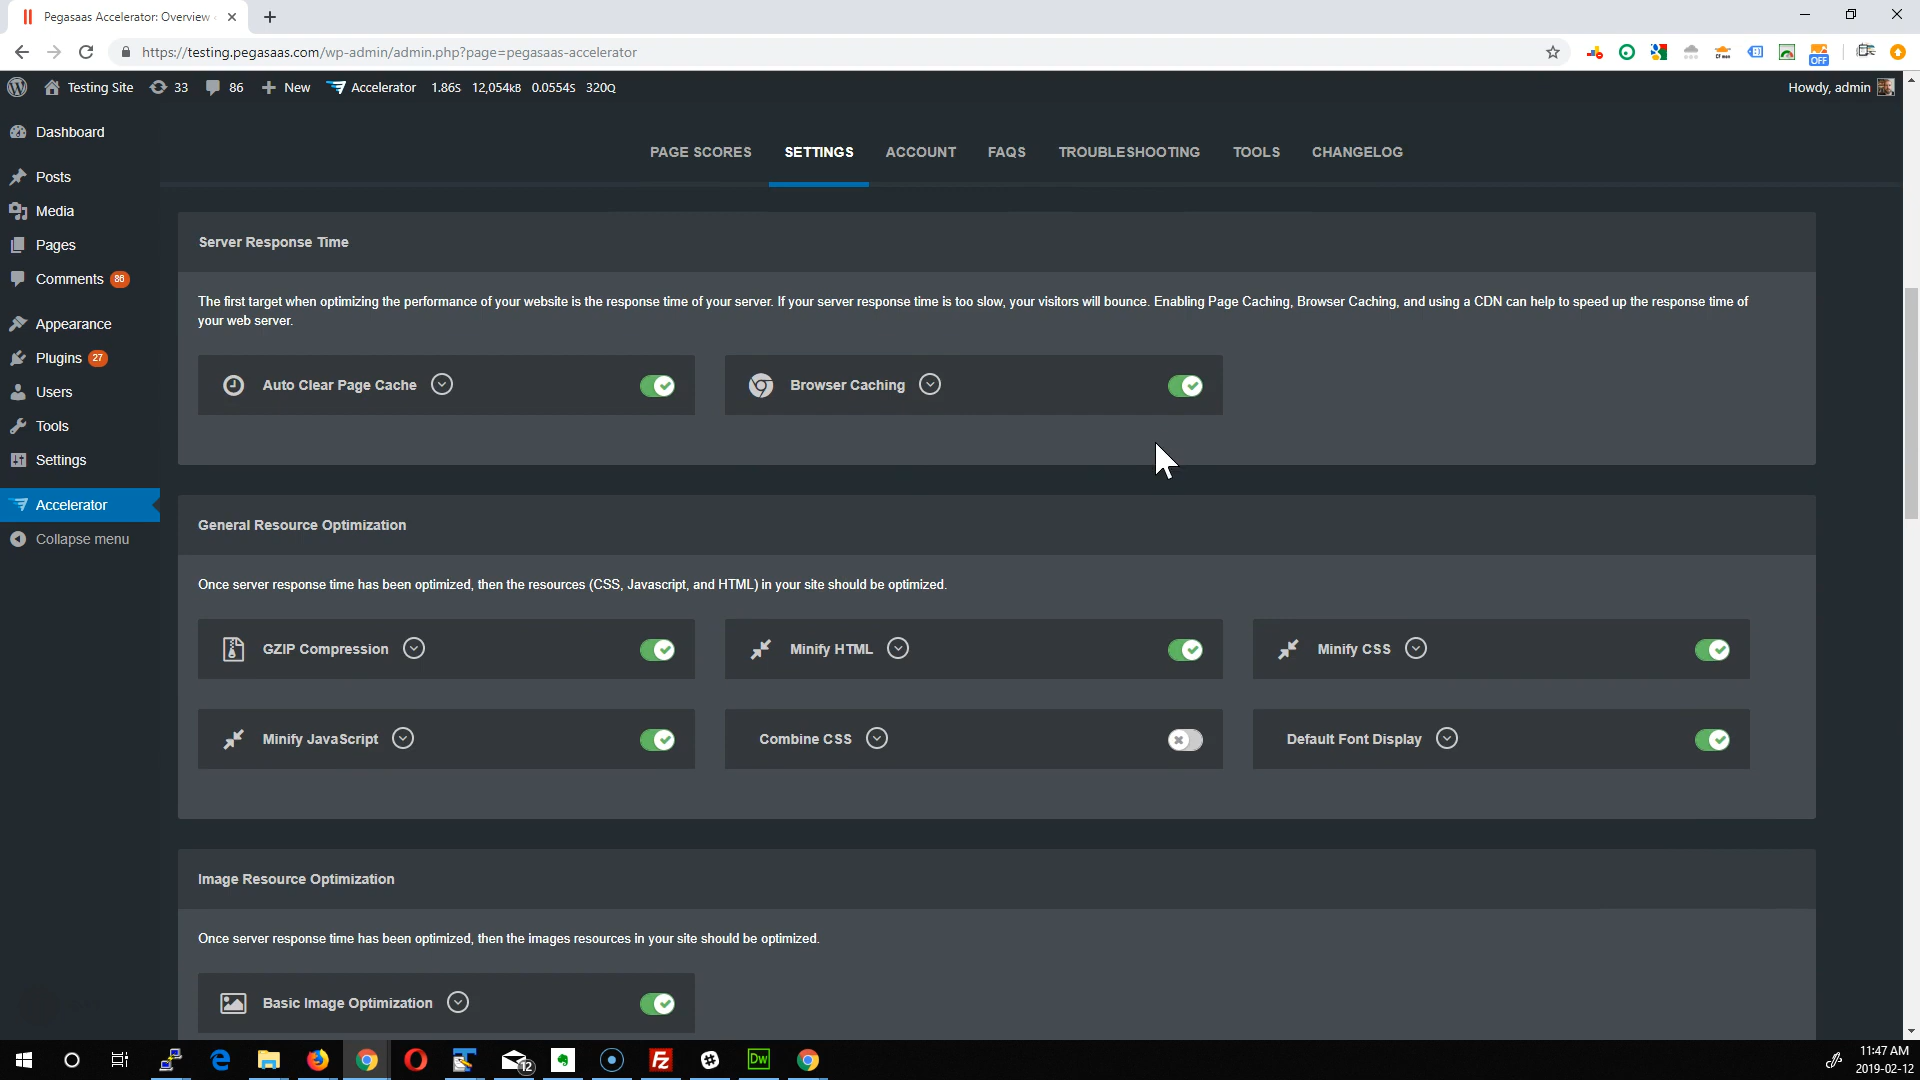 Pegasaas Accelerator: Overview
https://testing.pegasaas.com/wp-admin/admin.php?page=pegasaas-accelerator
OFF
Testing Site 33 86 New Accelerator 1.86s 12,054kB 0.0554s 320Q
Howdy, admin
Dashboard
Posts
Media
Pages
Comments 86
Appearance
Plugins 27
Users
Tools
Settings
Accelerator
Collapse menu
PAGE SCORES SETTINGS ACCOUNT FAQS TROUBLESHOOTING TOOLS CHANGELOG
Server Response Time
The first target when optimizing the performance of your website is the response time of your server. If your server response time is too slow, your visitors will bounce. Enabling Page Caching, Browser Caching, and using a CDN can help to speed up the response time of
your web server.
Auto Clear Page Cache
Browser Caching
General Resource Optimization
Once server response time has been optimized, then the resources (CSS, Javascript, and HTML) in your site should be optimized.
GZIP Compression
Minify HTML
Minify CSS
Minify JavaScript
Combine CSS
Default Font Display
Image Resource Optimization
Once server response time has been optimized, then the images resources in your site should be optimized.
Basic Image Optimization
12
Fz
Dw
11:47 AM
2019-02-12